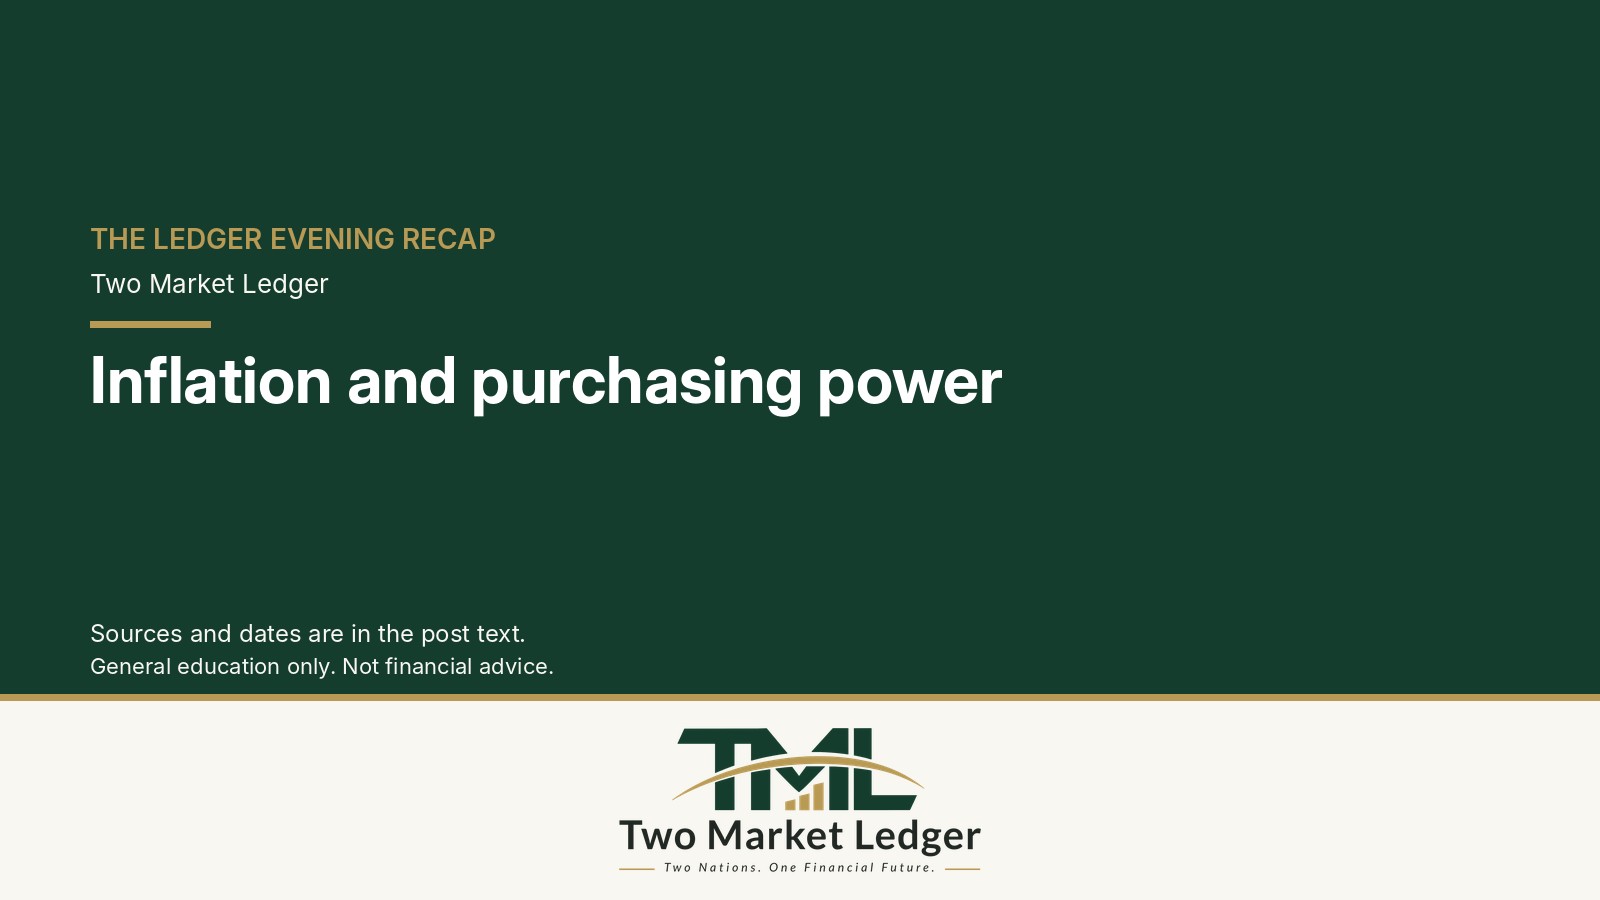 THE LEDGER EVENING RECAP
Two Market Ledger
Inflation and purchasing power
Sources and dates are in the post text.
General education only. Not financial advice.
TML
Two Market Ledger
Two Nations. One Financial Future.